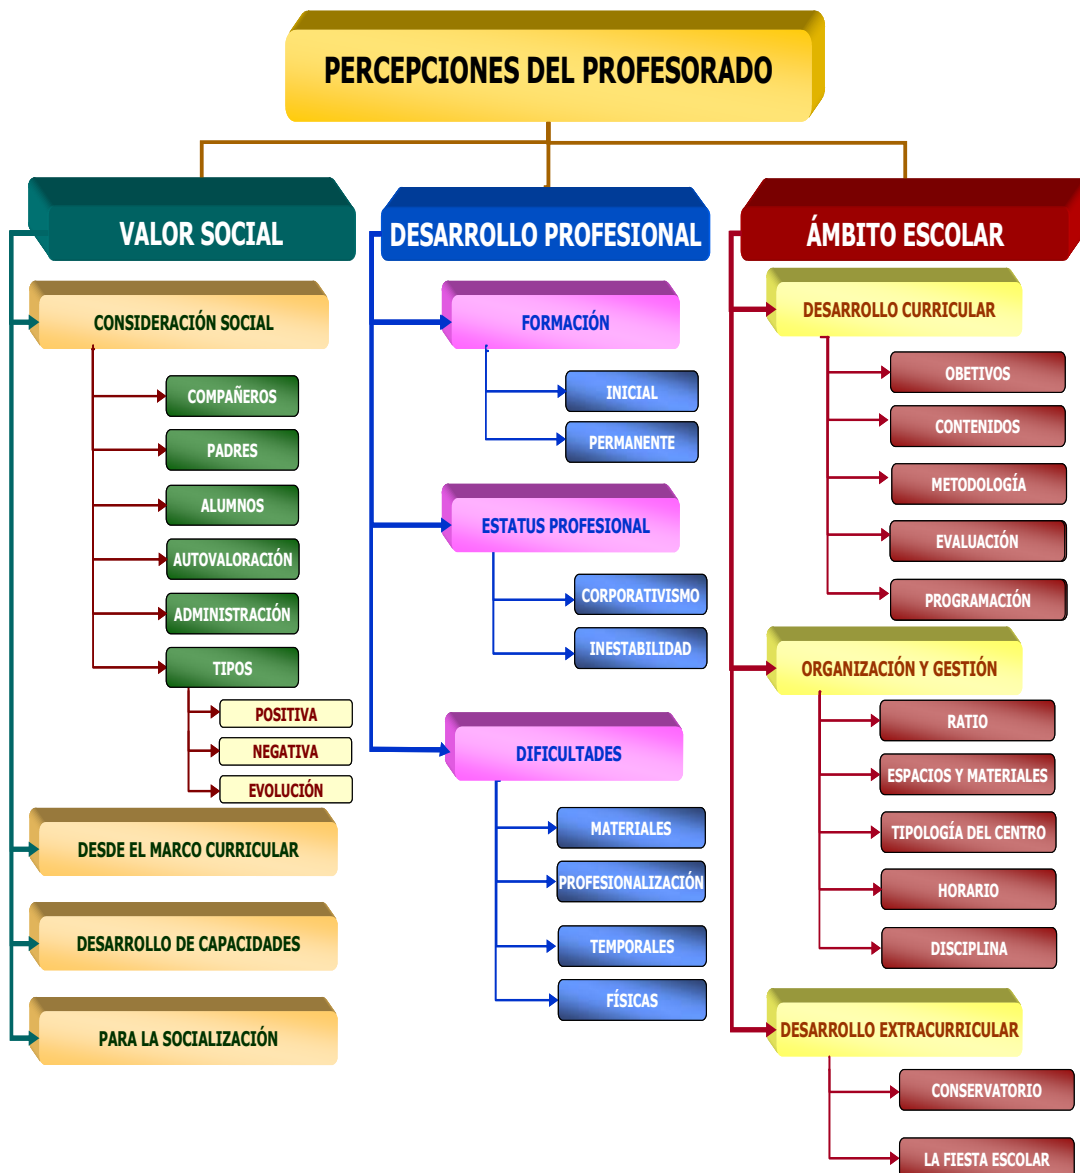 PERCEPCIONES DEL PROFESORADO
VALOR SOCIAL
CONSIDERACIÓN SOCIAL
COMPAÑEROS
PADRES
ALUMNOS
AUTOVALORACIÓN
ADMINISTRACIÓN
TIPOS
POSITIVA
NEGATIVA
EVOLUCIÓN
DESDE EL MARCO CURRICULAR
DESARROLLO DE CAPACIDADES
PARA LA SOCIALIZACIÓN
DESARROLLO PROFESIONAL
FORMACIÓN
INICIAL
PERMANENTE
ESTATUS PROFESIONAL
CORPORATIVISMO
INESTABILIDAD
DIFICULTADES
MATERIALES
PROFESIONALIZACIÓN
TEMPORALES
FÍSICAS
ÁMBITO ESCOLAR
DESARROLLO CURRICULAR
OBETIVOS
CONTENIDOS
METODOLOGÍA
EVALUACIÓN
PROGRAMACIÓN
ORGANIZACIÓN Y GESTIÓN
RATIO
ESPACIOS Y MATERIALES
TIPOLOGÍA DEL CENTRO
HORARIO
DISCIPLINA
DESARROLLO EXTRACURRICULAR
CONSERVATORIO
LA FIESTA ESCOLAR